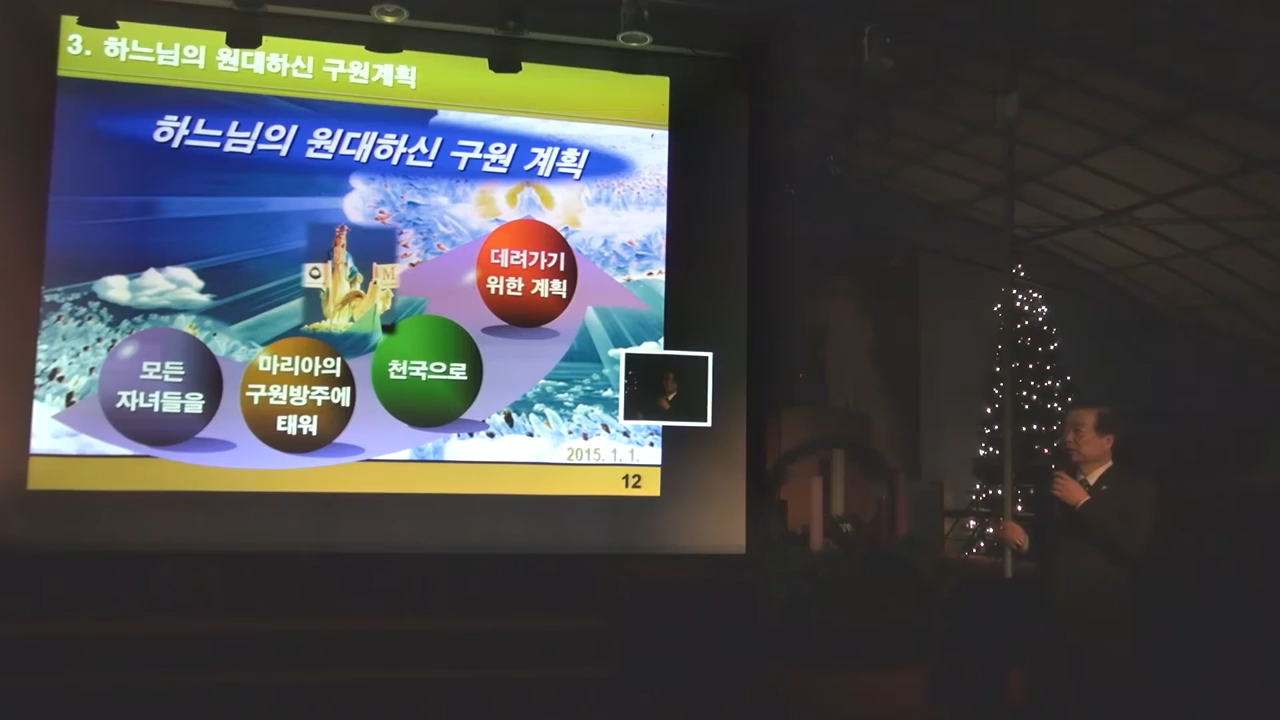 3. 하느님의 원대하신 구원계획
하느님의 원대하신 구원 계획
데려가기
위한 계획
M
천국으로
마리아의
구원방주에
태워
모든
자녀들을
2015. 1. 1.
12